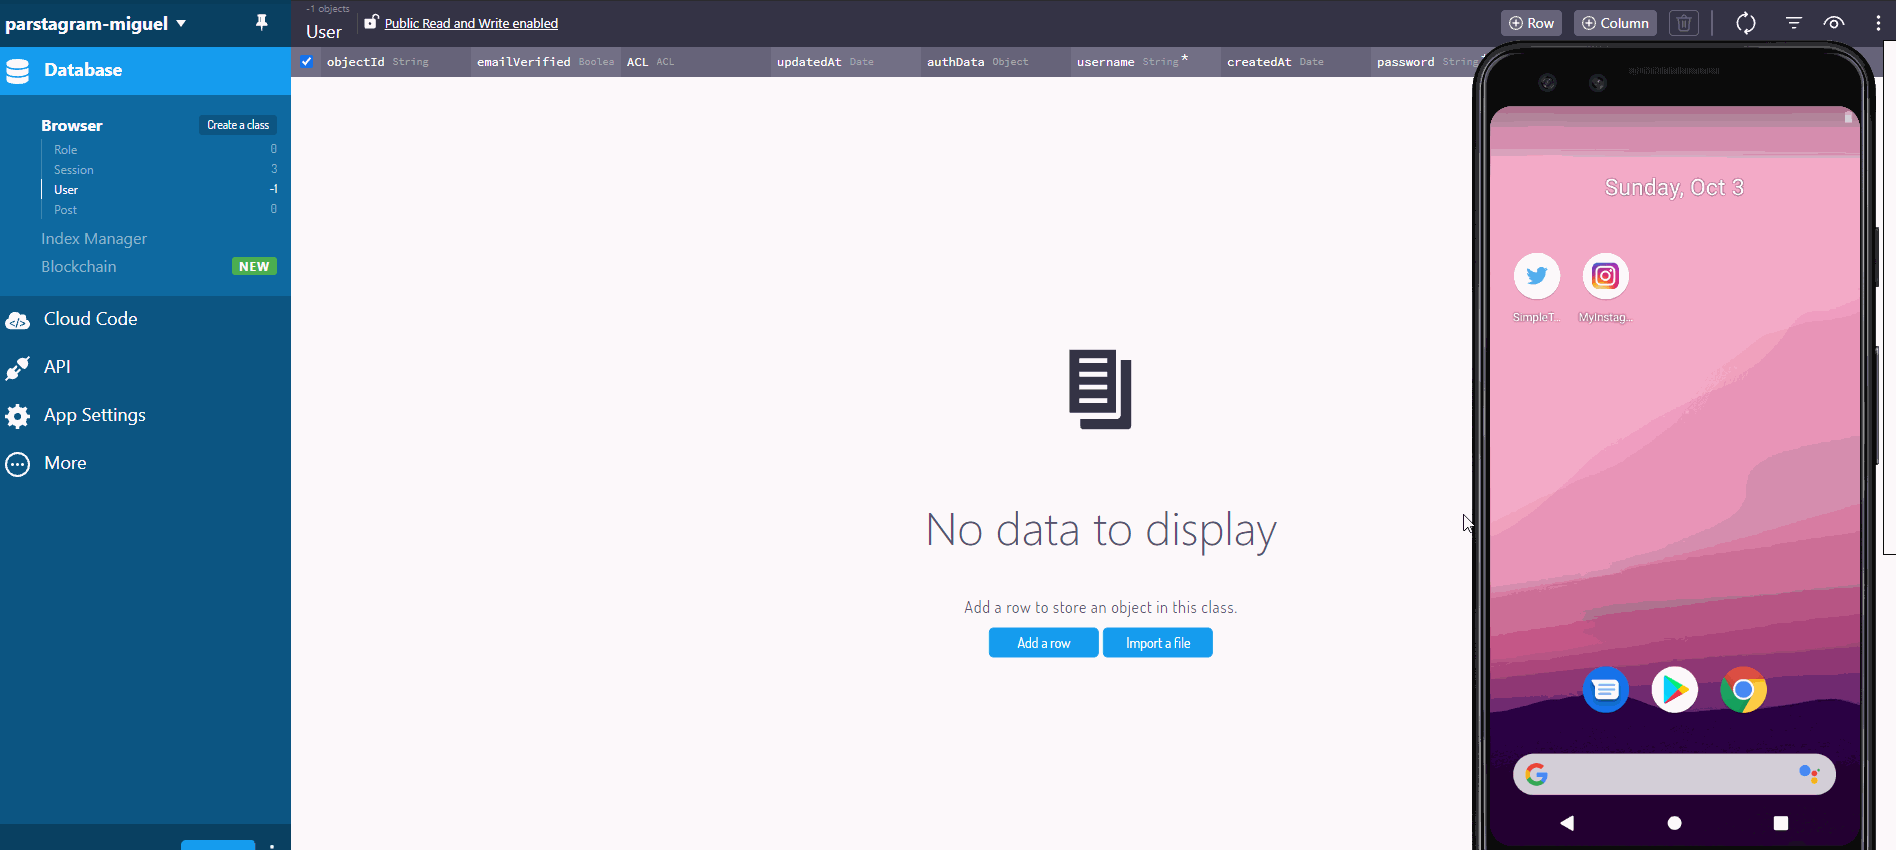 parstagram-miguel
Database
Browser
Create a class
Role 0
Session 3
User -1
Post 0
Index Manager
Blockchain NEW
Cloud Code
API
App Settings
More
-1 objects
User
Public Read and Write enabled
Row
Column
objectId String emailVerified Boolea ACL ACL updatedAt Date authData Object username String* createdAt Date password String
No data to display
Add a row to store an object in this class.
Add a row
Import a file
Sunday, Oct 3
SimpleT...
MyInstag...